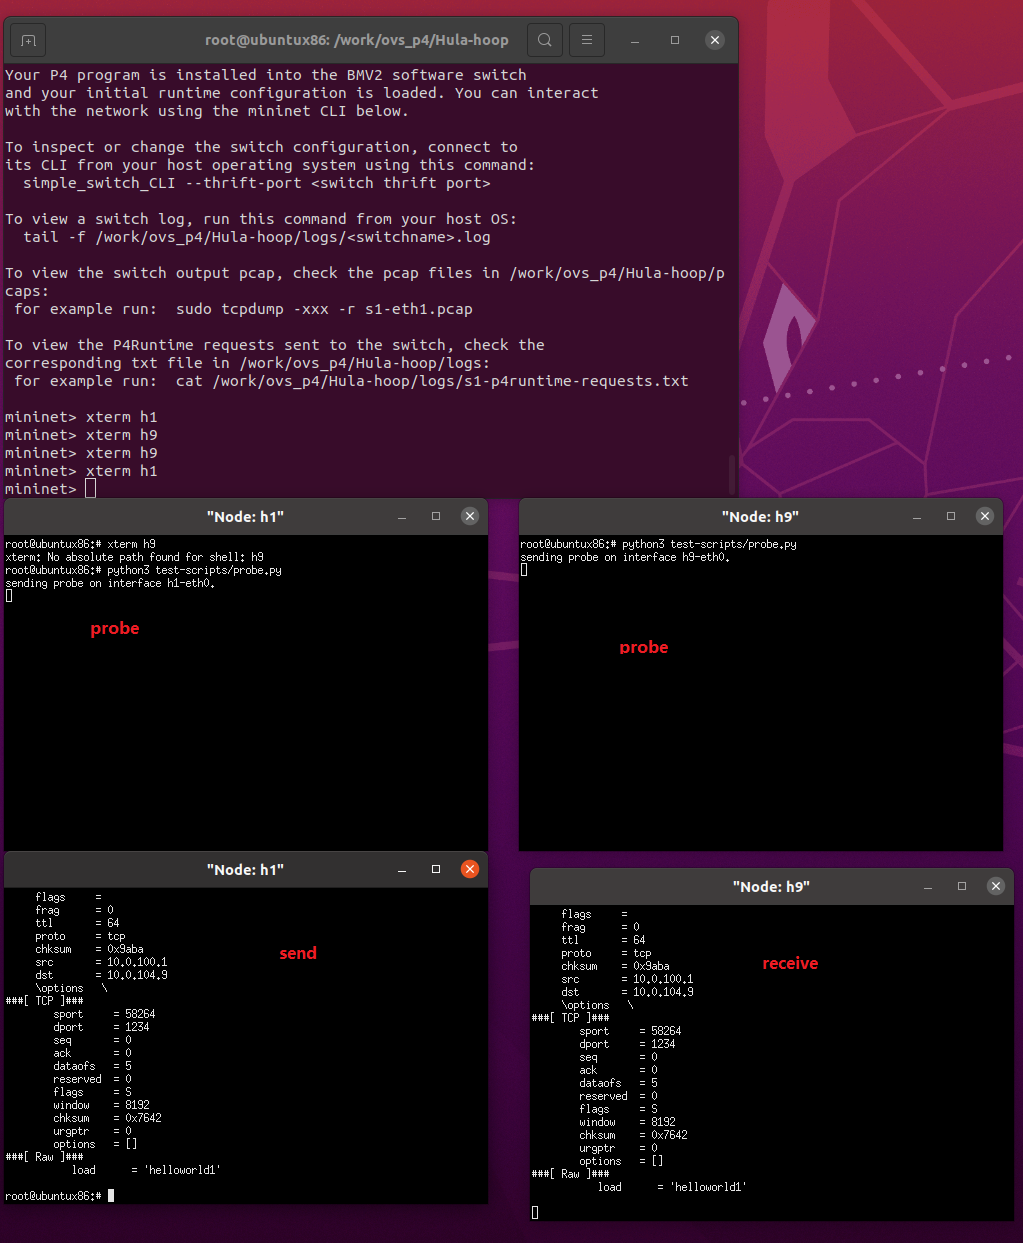 root@ubuntux86: /work/ovs_p4/Hula-hoop
Your P4 program is installed into the BMV2 software switch
and your initial runtime configuration is loaded. You can interact
with the network using the mininet CLI below.
To inspect or change the switch configuration, connect to
its CLI from your host operating system using this command:
simple_switch_CLI --thrift-port <switch thrift port>
To view a switch log, run this command from your host OS:
tail -f /work/ovs_p4/Hula-hoop/logs/<switchname>.log
To view the switch output pcap, check the pcap files in /work/ovs_p4/Hula-hoop/p
caps:
for example run:  sudo tcpdump -xxx -r s1-eth1.pcap
To view the P4Runtime requests sent to the switch, check the
corresponding txt file in /work/ovs_p4/Hula-hoop/logs:
for example run:  cat /work/ovs_p4/Hula-hoop/logs/s1-p4runtime-requests.txt
mininet> xterm h1
mininet> xterm h9
mininet> xterm h9
mininet> xterm h1
mininet>
"Node: h1"
root@ubuntux86:# xterm h9
xterm: No absolute path found for shell: h9
root@ubuntux86:# python3 test-scripts/probe.py
sending probe on interface h1-eth0.
probe
"Node: h9"
root@ubuntux86:# python3 test-scripts/probe.py
sending probe on interface h9-eth0.
probe
"Node: h1"
flags     =
frag      = 0
ttl       = 64
proto     = tcp
chksum    = 0x9aba
src       = 10.0.100.1
dst       = 10.0.104.9
\options   \
###[ TCP ]###
sport     = 58264
dport     = 1234
seq       = 0
ack       = 0
dataofs   = 5
reserved  = 0
flags     = S
window    = 8192
chksum    = 0x7642
urgptr    = 0
options   = []
###[ Raw ]###
load      = 'helloworld1'
root@ubuntux86:#
send
"Node: h9"
flags     =
frag      = 0
ttl       = 64
proto     = tcp
chksum    = 0x9aba
src       = 10.0.100.1
dst       = 10.0.104.9
\options   \
###[ TCP ]###
sport     = 58264
dport     = 1234
seq       = 0
ack       = 0
dataofs   = 5
reserved  = 0
flags     = S
window    = 8192
chksum    = 0x7642
urgptr    = 0
options   = []
###[ Raw ]###
load      = 'helloworld1'
receive